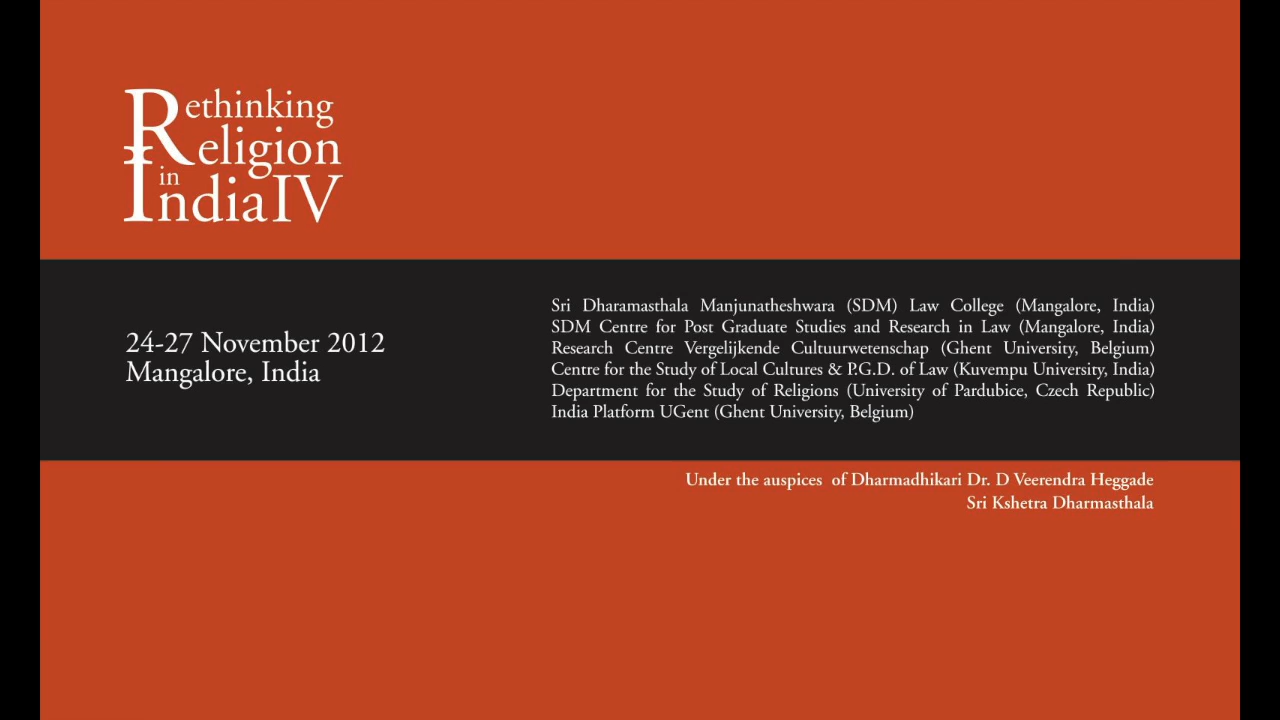 Rethinking
Religion
in
India IV
24-27 November 2012
Mangalore, India
Sri Dharamasthala Manjunatheshwara (SDM) Law College (Mangalore, India)
SDM Centre for Post Graduate Studies and Research in Law (Mangalore, India)
Research Centre Vergelijkende Cultuurwetenschap (Ghent University, Belgium)
Centre for the Study of Local Cultures & P.G.D. of Law (Kuvempu University, India)
Department for the Study of Religions (University of Pardubice, Czech Republic)
India Platform UGent (Ghent University, Belgium)
Under the auspices of Dharmadhikari Dr. D Veerendra Heggade
Sri Kshetra Dharmasthala